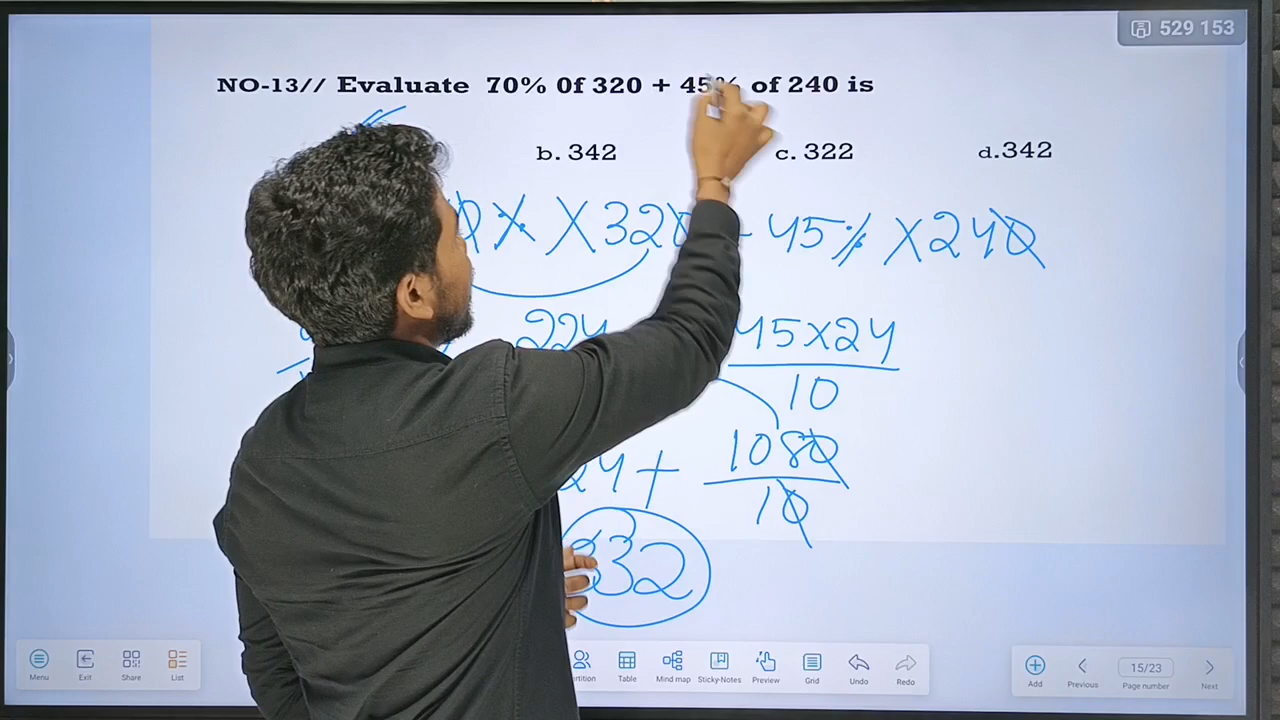 529 153
NO-13// Evaluate 70% 0f 320 + 45% of 240 is
b. 342 c. 322 d.342
0% X 320 45% X 240
224 45x24
10
24 + 1080
10
332
Menu Exit Share List Table Mind map Sticky-Notes Preview Grid Undo Redo Add Previous 15/23 Page number Next